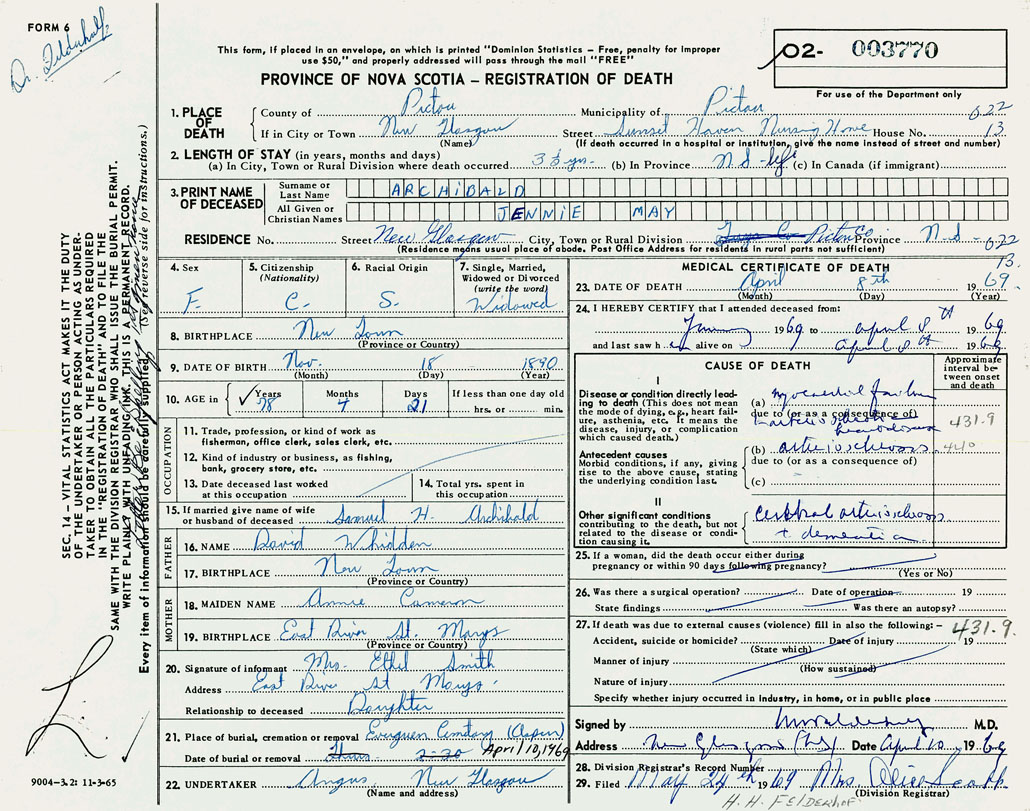 FORM 6
Dr. Felderhof
This form, if placed in an envelope, on which is printed "Dominion Statistics – Free, penalty for improper
use $50," and properly addressed will pass through the mail "FREE"
PROVINCE OF NOVA SCOTIA – REGISTRATION OF DEATH
02- 003770
For use of the Department only
1. PLACE OF DEATH County of Pictou Municipality of Pictou 022
If in City or Town New Glasgow (Name) Street Sunset Haven Nursing Home House No. 13.
(If death occurred in a hospital or institution, give the name instead of street and number)
2. LENGTH OF STAY (in years, months and days)
(a) In City, Town or Rural Division where death occurred 3 yrs. (b) In Province N S - life (c) In Canada (if immigrant)
3. PRINT NAME OF DECEASED Surname or Last Name ARCHIBALD
All Given or Christian Names JENNIE MAY
RESIDENCE No. Street New Glasgow City, Town or Rural Division Pictou Co Province N S - 022
(Residence means usual place of abode. Post Office Address for residents in rural parts not sufficient) 13.
4. Sex F.
5. Citizenship (Nationality) C.
6. Racial Origin S.
7. Single, Married, Widowed or Divorced (write the word) Widowed
8. BIRTHPLACE New Town
(Province or Country)
9. DATE OF BIRTH Nov. 18 1890
(Month) (Day) (Year)
10. AGE in Years 78 Months 4 Days 21 If less than one day old hrs. or min.
OCCUPATION
11. Trade, profession or kind of work as fisherman, office clerk, sales clerk, etc.
12. Kind of industry or business, as fishing, bank, grocery store, etc.
13. Date deceased last worked at this occupation
14. Total yrs. spent in this occupation
15. If married give name of wife or husband of deceased Samuel H. Archibald
FATHER
16. NAME David Whidden
17. BIRTHPLACE New Town
(Province or Country)
MOTHER
18. MAIDEN NAME Annie Cameron
19. BIRTHPLACE East River St. Marys
(Province or Country)
20. Signature of informant Mrs. Ethel Smith
Address East River St Marys.
Relationship to deceased Daughter
21. Place of burial, cremation or removal Evergreen Cemetery
Date of burial or removal Thurs. 2-30 April 10, 1969
22. UNDERTAKER Angus, New Glasgow
(Name and address)
MEDICAL CERTIFICATE OF DEATH
23. DATE OF DEATH April 8th 1969.
(Month) (Day) (Year)
24. I HEREBY CERTIFY that I attended deceased from:
1969 to April 8th 1969
and last saw h alive on April 8th 1969
CAUSE OF DEATH
Approximate interval between onset and death
I
Disease or condition directly leading to death (This does not mean the mode of dying, e.g., heart failure, asthenia, etc. It means the disease, injury, or complication which caused death.)
(a) myocardial failure
due to (or as a consequence of)
431.9
Antecedent causes
Morbid conditions, if any, giving rise to the above cause, stating the underlying condition last.
(b) arteriosclerosis 440
due to (or as a consequence of)
(c)
II
Other significant conditions contributing to the death, but not related to the disease or condition causing it.
cerebral arteriosclerosis
+ dementia
25. If a woman, did the death occur either during pregnancy or within 90 days following pregnancy?
(Yes or No)
26. Was there a surgical operation? Date of operation 19
State findings Was there an autopsy?
27. If death was due to external causes (violence) fill in also the following: – 431.9.
Accident, suicide or homicide? Date of injury 19
(State which)
Manner of injury
(How sustained)
Nature of injury
Specify whether injury occurred in industry, in home, or in public place
Signed by M.D.
Address New Glasgow Date April 10 1969
28. Division Registrar's Record Number
29. Filed May 24th 1969 Mrs Alice
(Division Registrar)
H. H. FELDERHOF
SEC. 14 – VITAL STATISTICS ACT MAKES IT THE DUTY
OF THE UNDERTAKER OR PERSON ACTING AS UNDER-
TAKER TO OBTAIN ALL THE PARTICULARS REQUIRED
IN THE "REGISTRATION OF DEATH" AND TO FILE THE
SAME WITH THE DIVISION REGISTRAR WHO SHALL ISSUE THE BURIAL PERMIT.
WRITE PLAINLY WITH UNFADING INK. THIS IS A PERMANENT RECORD.
Every item of information should be carefully supplied. (See reverse side for instructions.)
9004–3.2: 11-3-65